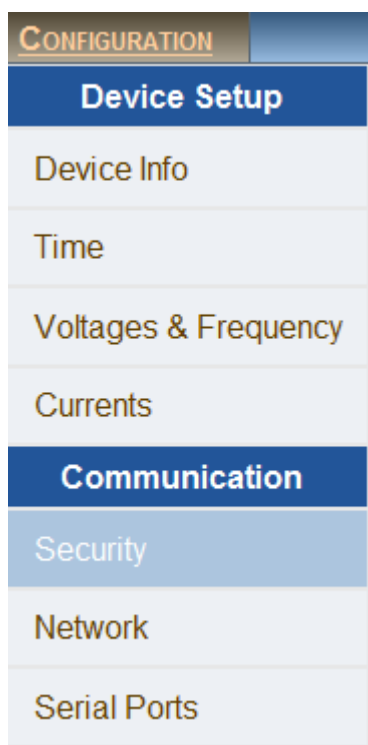 CONFIGURATION
Device Setup
Device Info
Time
Voltages & Frequency
Currents
Communication
Security
Network
Serial Ports